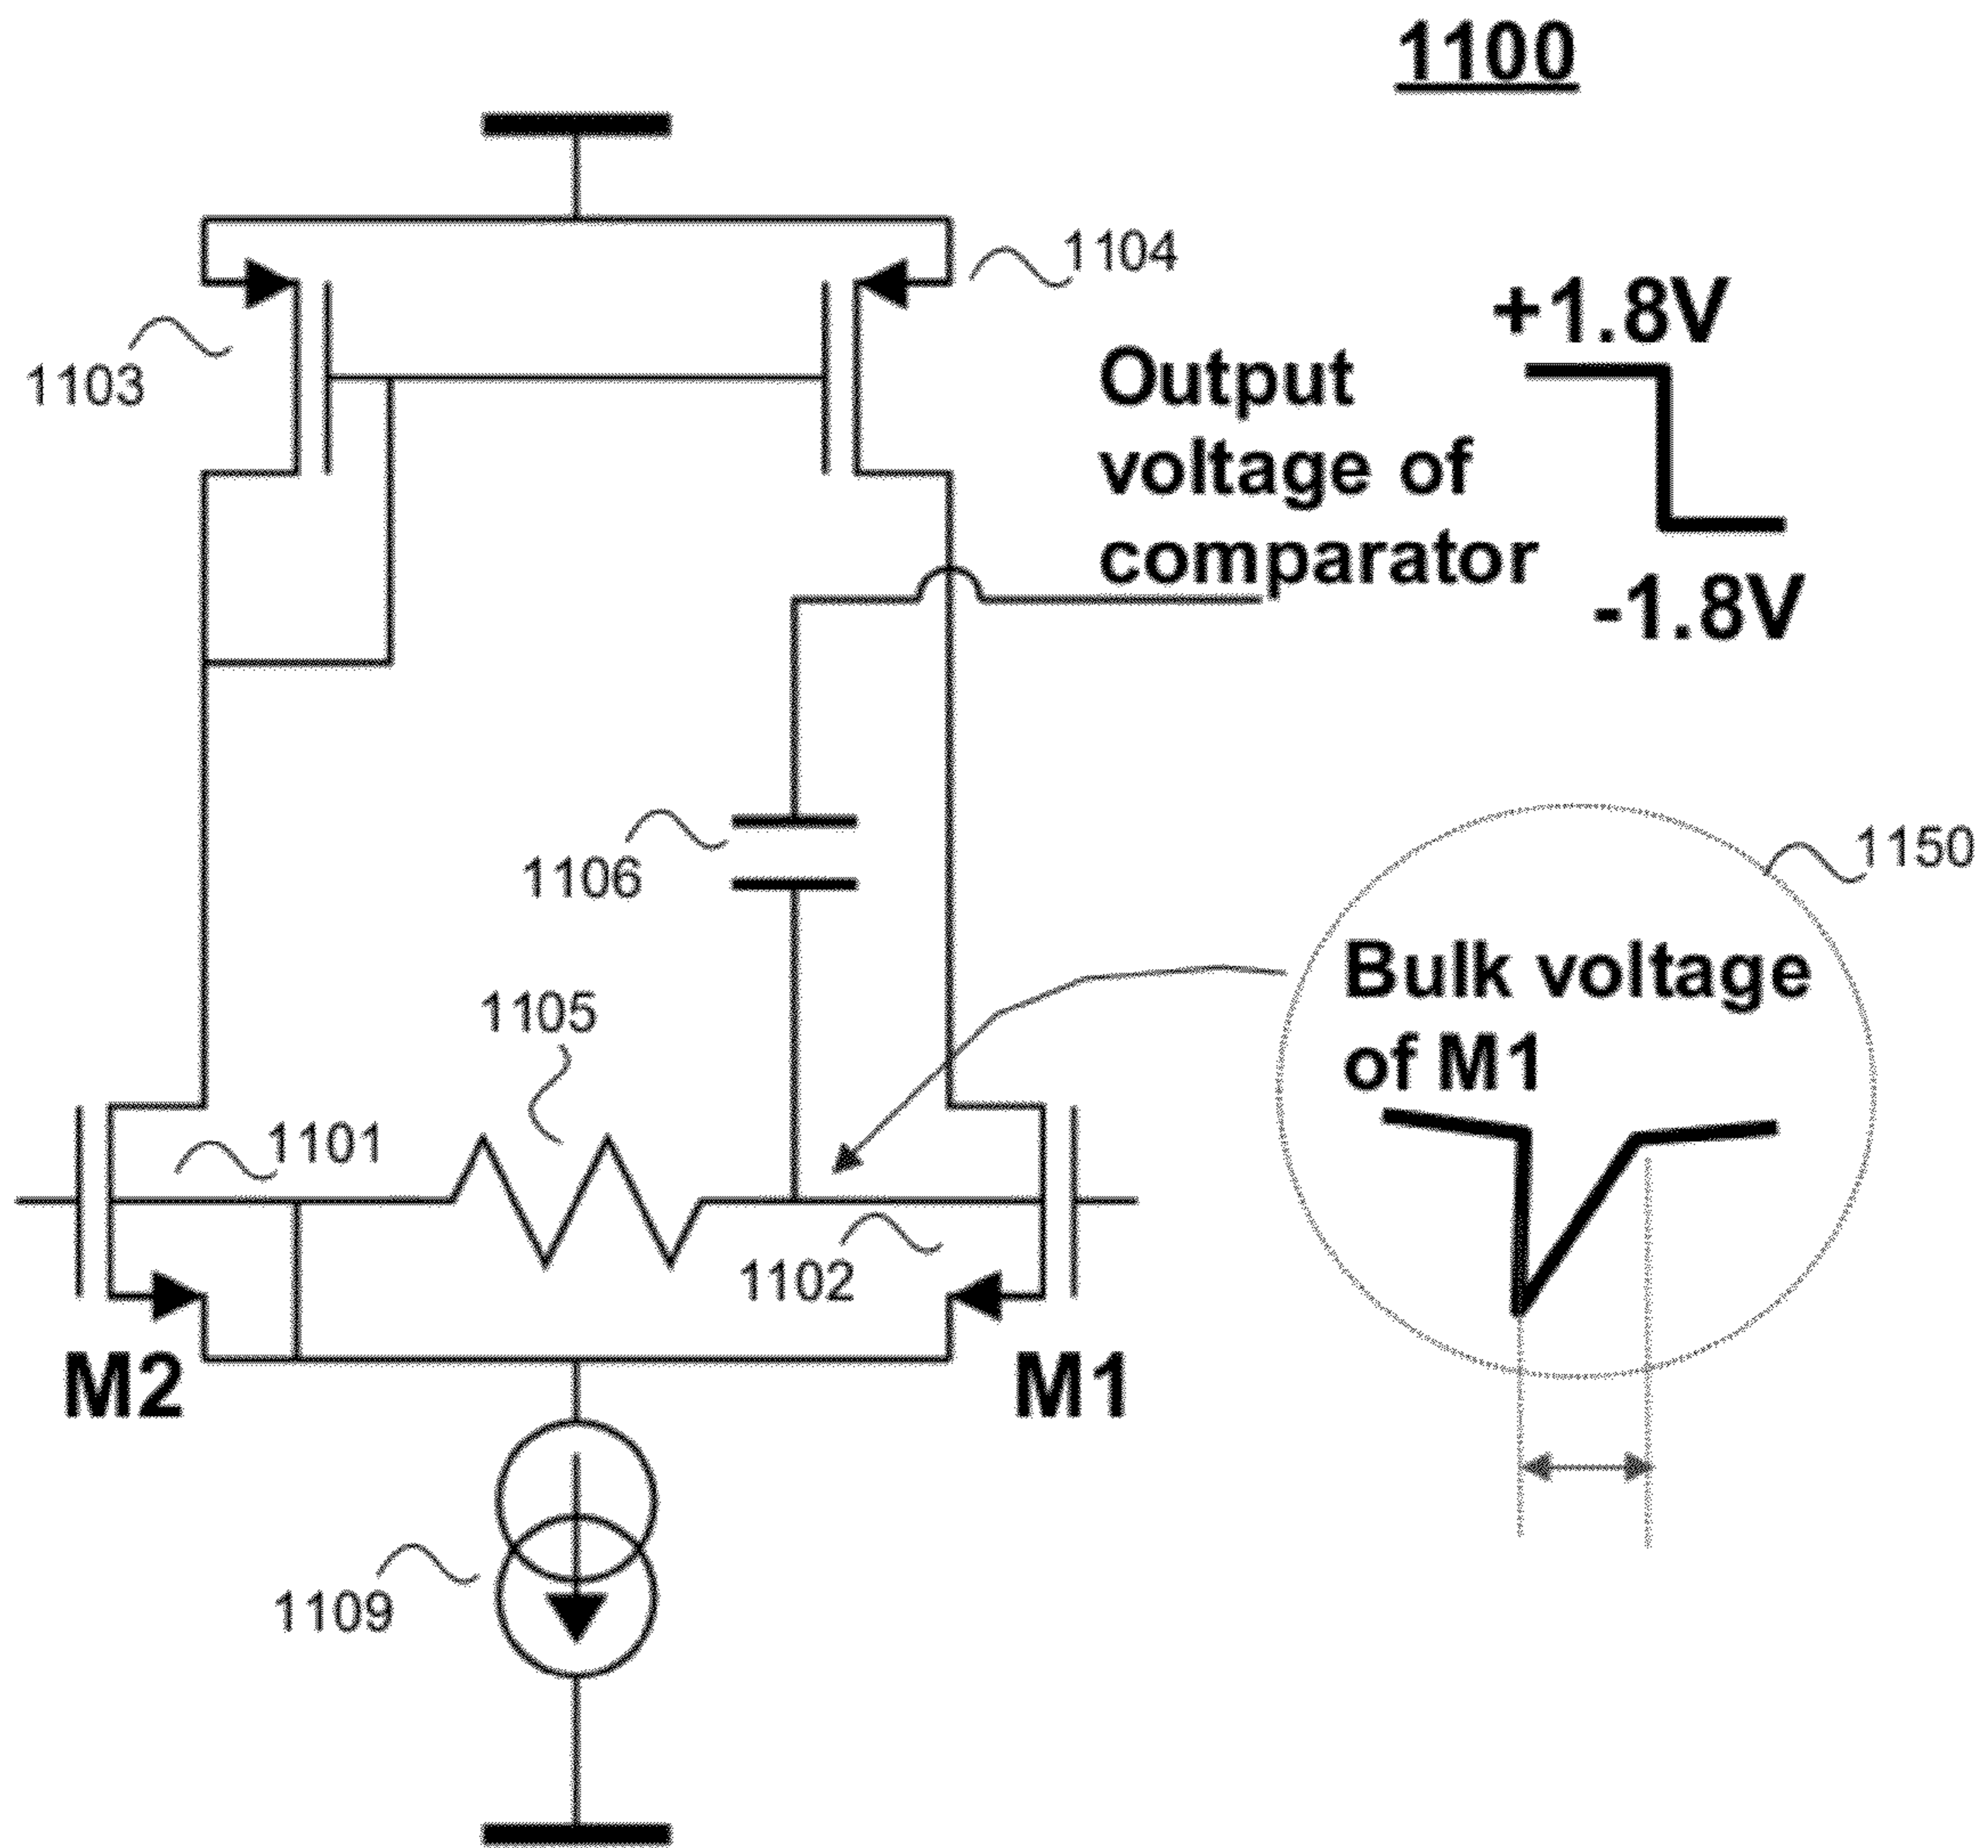 1100
1104
1103
+1.8V
Output
voltage of
comparator
-1.8V
1106
1150
Bulk voltage
of M1
1105
1101
1102
M2
M1
1109